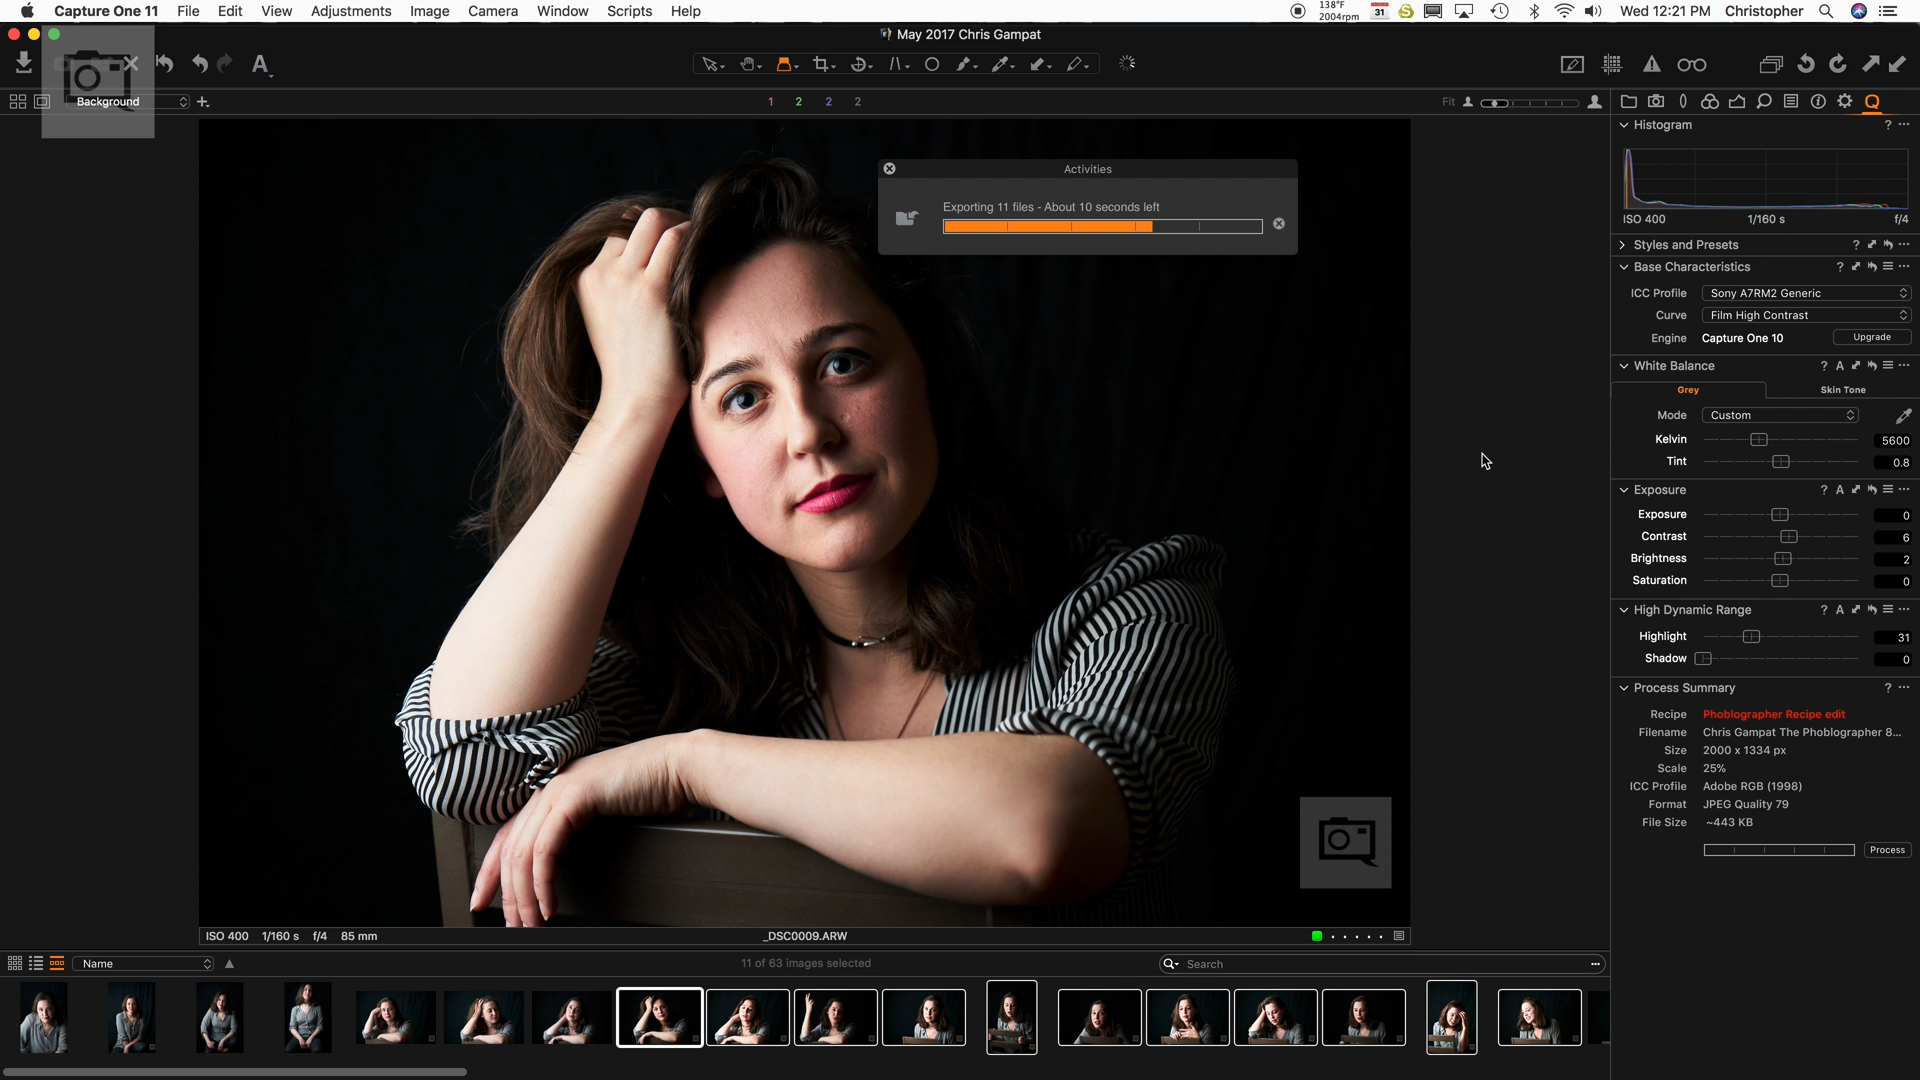 Capture One 11 File Edit View Adjustments Image Camera Window Scripts Help
138°F
2004rpm
31
S
Wed 12:21 PM Christopher
May 2017 Chris Gampat
A
Background
1 2 2 2
Fit
Histogram
ISO 400 1/160 s f/4
Activities
Exporting 11 files - About 10 seconds left
Styles and Presets
Base Characteristics
ICC Profile Sony A7RM2 Generic
Curve Film High Contrast
Engine Capture One 10 Upgrade
White Balance
Grey Skin Tone
Mode Custom
Kelvin 5600
Tint 0.8
Exposure
Exposure 0
Contrast 6
Brightness 2
Saturation 0
High Dynamic Range
Highlight 31
Shadow 0
Process Summary
Recipe Phoblographer Recipe edit
Filename Chris Gampat The Phoblographer 8...
Size 2000 x 1334 px
Scale 25%
ICC Profile Adobe RGB (1998)
Format JPEG Quality 79
File Size ~443 KB
Process
ISO 400 1/160 s f/4 85 mm
_DSC0009.ARW
Name
11 of 63 images selected
Search